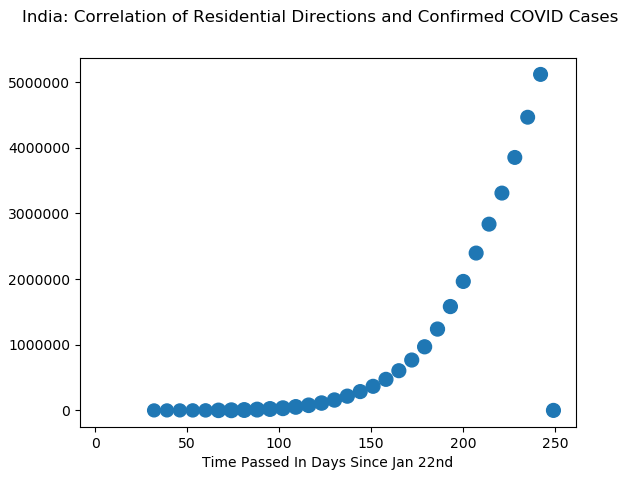 India: Correlation of Residential Directions and Confirmed COVID Cases
5000000
4000000
3000000
2000000
1000000
0
0 50 100 150 200 250
Time Passed In Days Since Jan 22nd